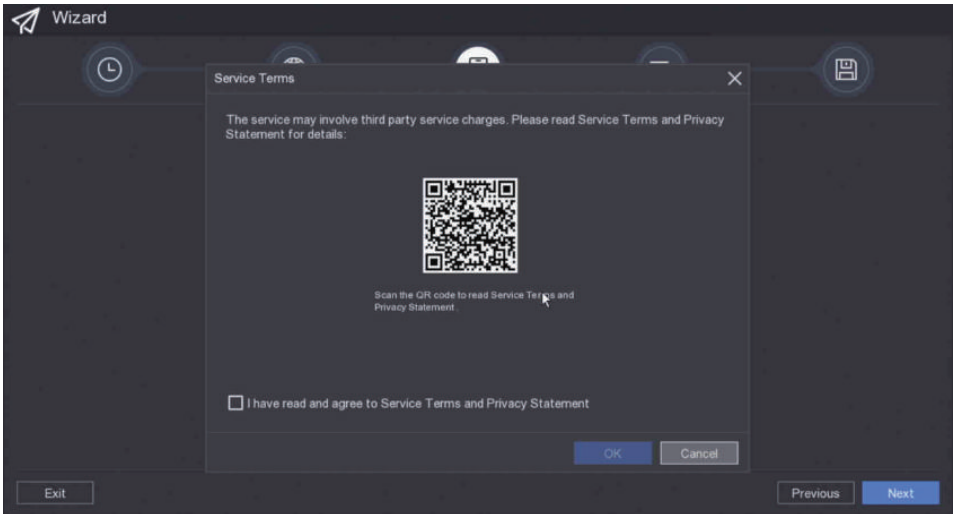 Wizard
Service Terms
The service may involve third party service charges. Please read Service Terms and Privacy
Statement for details:
Scan the QR code to read Service Terms and
Privacy Statement .
I have read and agree to Service Terms and Privacy Statement
OK
Cancel
Exit
Previous
Next